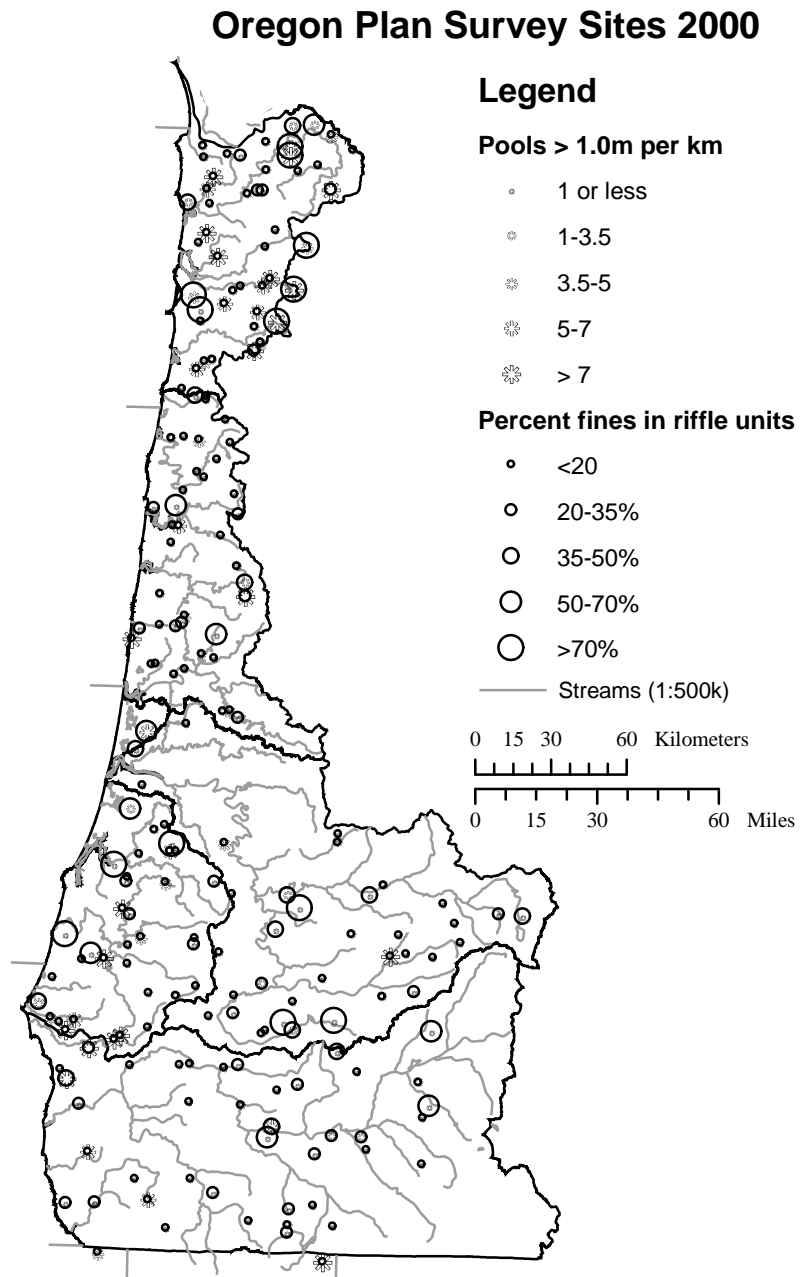 Oregon Plan Survey Sites 2000
Legend
Pools > 1.0m per km
1 or less
1-3.5
3.5-5
5-7
> 7
Percent fines in riffle units
<20
20-35%
35-50%
50-70%
>70%
Streams (1:500k)
0 15 30 60 Kilometers
0 15 30 60 Miles